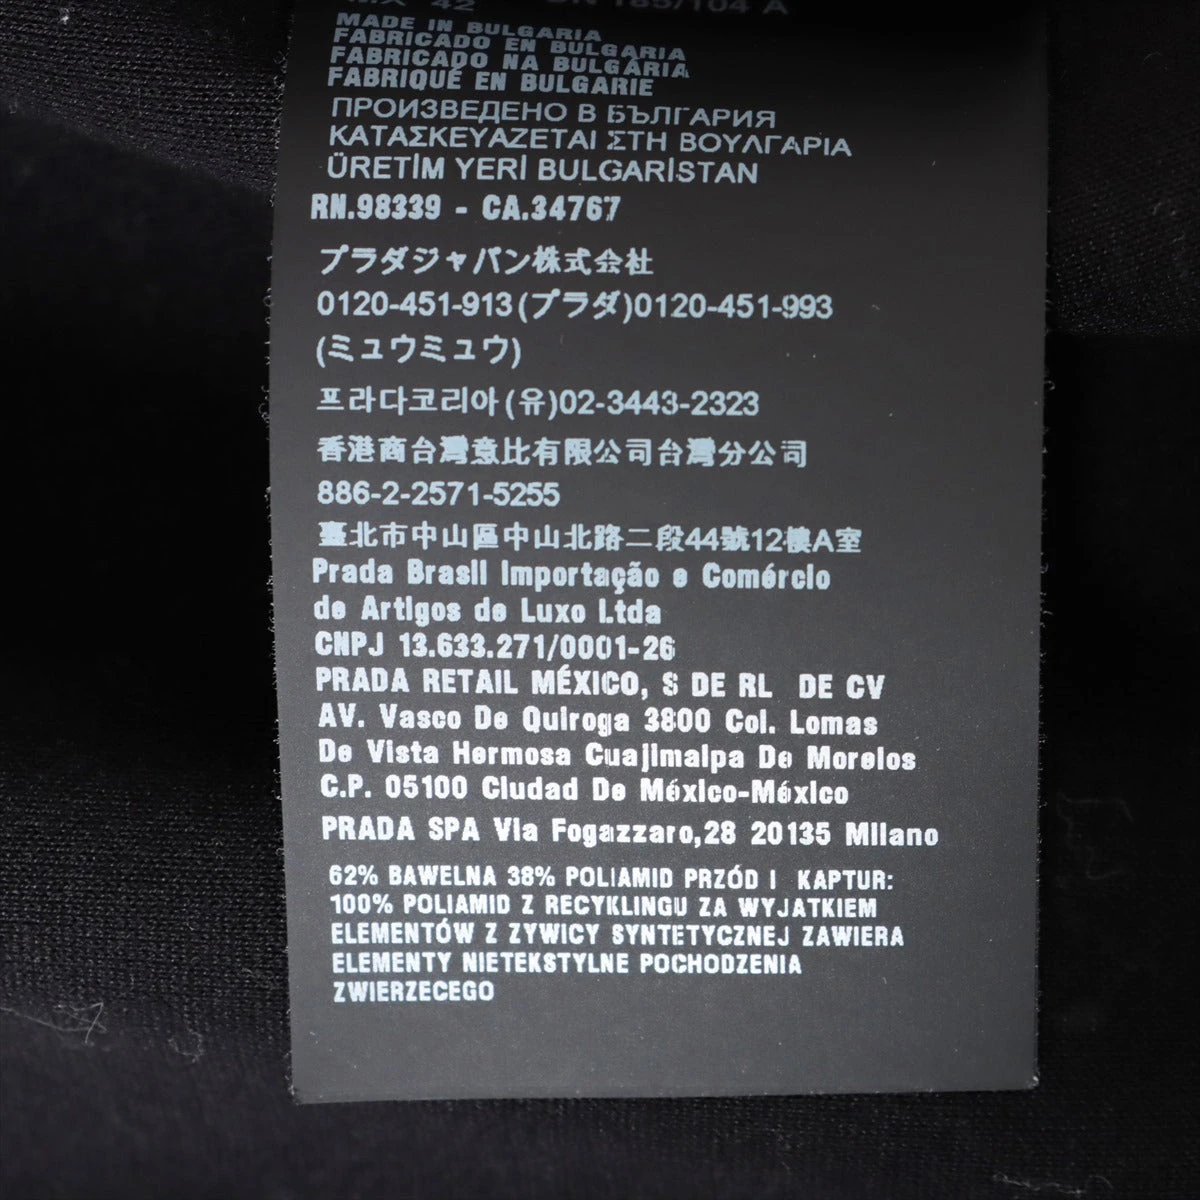 MX 42 CN 185/104 A
MADE IN BULGARIA
FABRICADO EN BULGARIA
FABRICADO NA BULGÁRIA
FABRIQUÉ EN BULGARIE
ПРОИЗВЕДЕНО В БЪЛГАРИЯ
ΚΑΤΑΣΚΕΥΑΖΕΤΑΙ ΣΤΗ ΒΟΥΛΓΑΡΙΑ
ÜRETİM YERİ BULGARİSTAN
RN.98339 - CA.34767
プラダジャパン株式会社
0120-451-913(プラダ)0120-451-993
(ミュウミュウ)
프라다코리아(유)02-3443-2323
香港商台灣意比有限公司台灣分公司
886-2-2571-5255
臺北市中山區中山北路二段44號12樓A室
Prada Brasil Importação e Comércio
de Artigos de Luxo Ltda
CNPJ 13.633.271/0001-26
PRADA RETAIL MÉXICO, S DE RL DE CV
AV. Vasco De Quiroga 3800 Col. Lomas
De Vista Hermosa Cuajimalpa De Morelos
C.P. 05100 Ciudad De México-México
PRADA SPA Via Fogazzaro,28 20135 Milano
62% BAWELNA 38% POLIAMID PRZÓD I KAPTUR:
100% POLIAMID Z RECYKLINGU ZA WYJATKIEM
ELEMENTÓW Z ZYWICY SYNTETYCZNEJ ZAWIERA
ELEMENTY NIETEKSTYLNE POCHODZENIA
ZWIERZECEGO